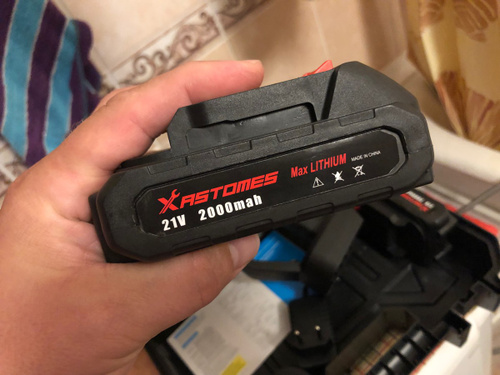 XASTOMES
Max LITHIUM MADE IN CHINA
21V 2000mah